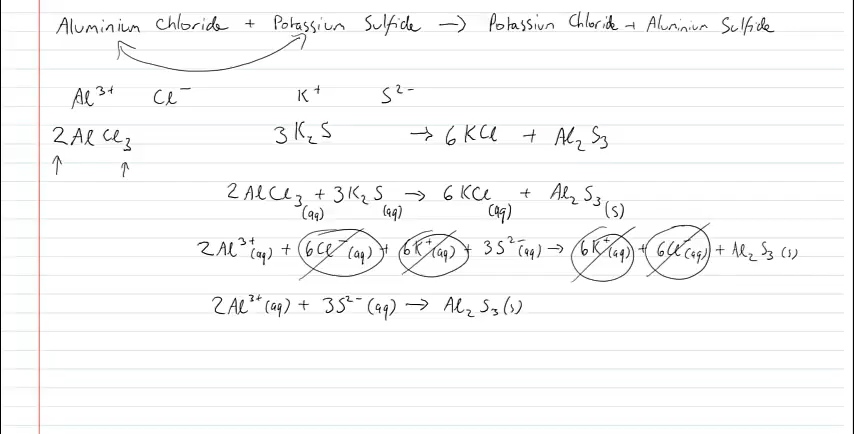 Aluminium Chloride + Potassium Sulfide → Potassium Chloride + Aluminium Sulfide
Al³⁺ Cl⁻ K⁺ S²⁻
2AlCl₃ 3K₂S → 6KCl + Al₂S₃
2AlCl₃(aq) + 3K₂S(aq) → 6KCl(aq) + Al₂S₃(s)
2Al³⁺(aq) + 6Cl⁻(aq) + 6K⁺(aq) + 3S²⁻(aq) → 6K⁺(aq) + 6Cl⁻(aq) + Al₂S₃(s)
2Al³⁺(aq) + 3S²⁻(aq) → Al₂S₃(s)